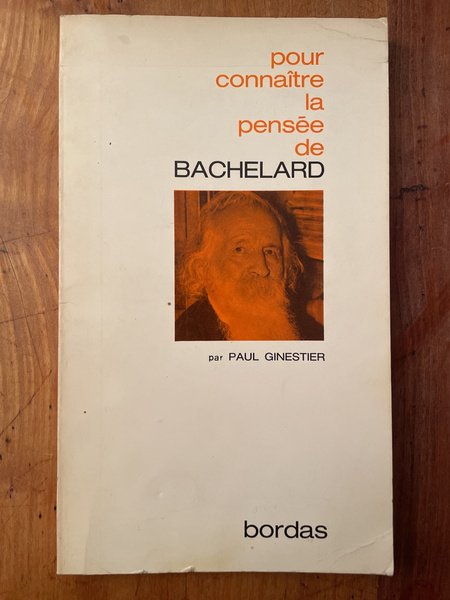 pour
connaître
la
pensée
de
BACHELARD
par PAUL GINESTIER
bordas